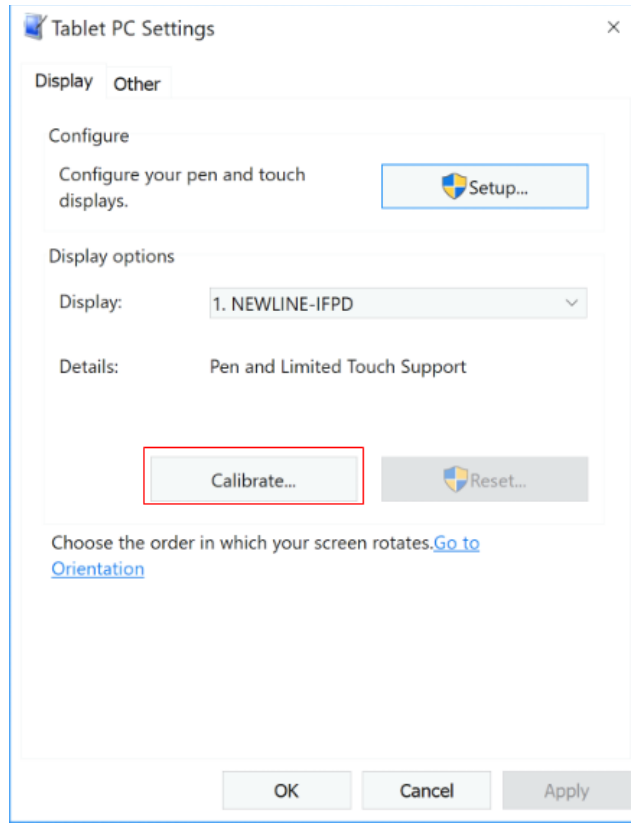 Tablet PC Settings
Display Other
Configure
Configure your pen and touch
displays.
Setup...
Display options
Display: 1. NEWLINE-IFPD
Details: Pen and Limited Touch Support
Calibrate... Reset...
Choose the order in which your screen rotates.Go to
Orientation
OK Cancel Apply